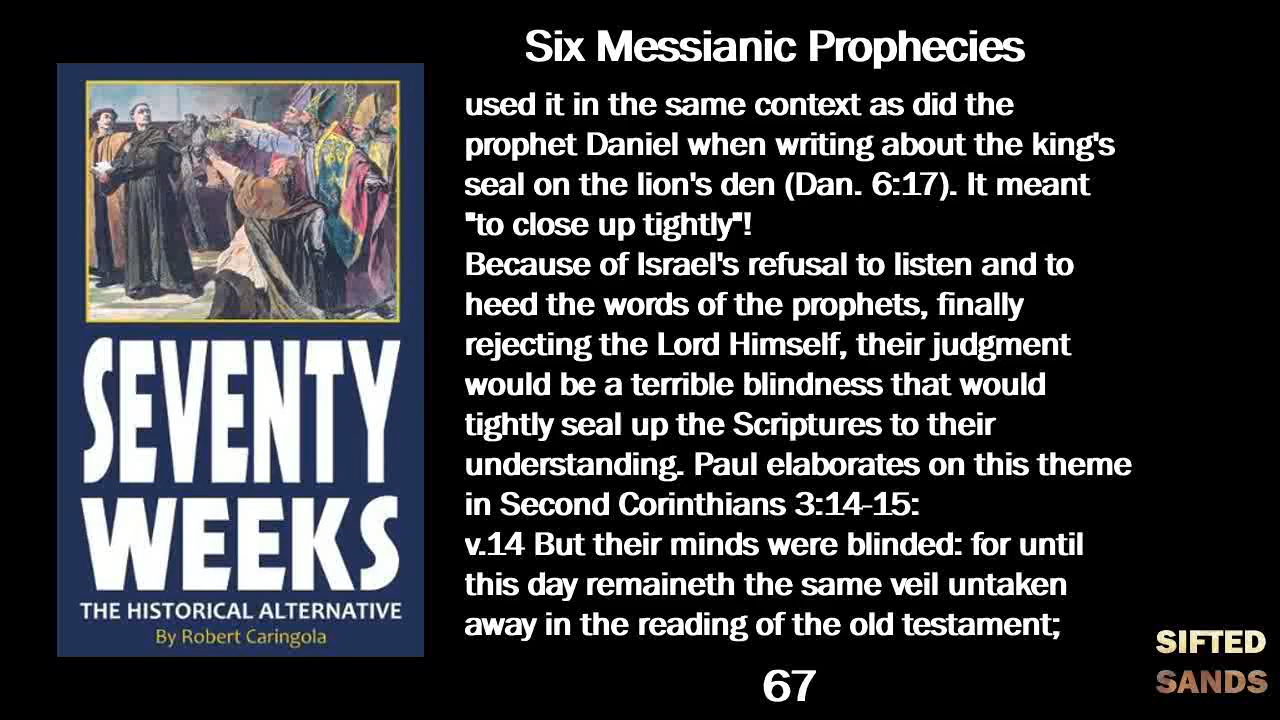 Six Messianic Prophecies
used it in the same context as did the
prophet Daniel when writing about the king's
seal on the lion's den (Dan. 6:17). It meant
"to close up tightly"!
Because of Israel's refusal to listen and to
heed the words of the prophets, finally
rejecting the Lord Himself, their judgment
would be a terrible blindness that would
tightly seal up the Scriptures to their
understanding. Paul elaborates on this theme
in Second Corinthians 3:14-15:
v.14 But their minds were blinded: for until
this day remaineth the same veil untaken
away in the reading of the old testament;
67
SEVENTY
WEEKS
THE HISTORICAL ALTERNATIVE
By Robert Caringola
SIFTED
SANDS